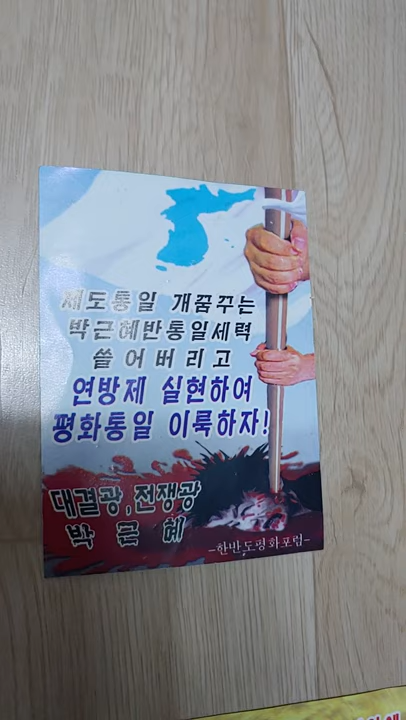 제도통일 개꿈꾸는
박근혜반통일세력
쓸어버리고
연방제 실현하여
평화통일 이룩하자!
대결광, 전쟁광
박근혜
-한반도평화포럼-